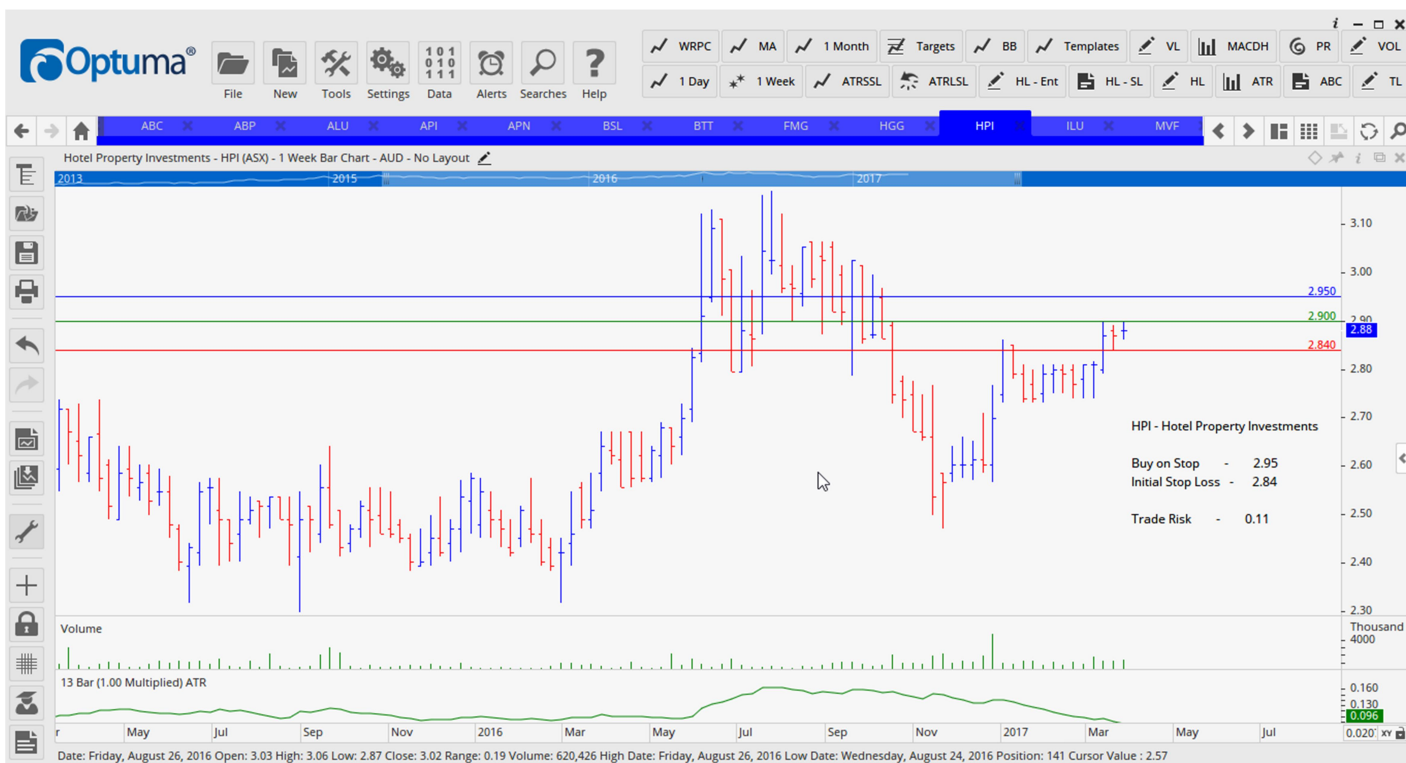 Optuma®
File
New
Tools
Settings
101
010
111
Data
Alerts
Searches
?
Help
WRPC
MA
1 Month
Targets
BB
Templates
VL
MACDH
PR
VOL
1 Day
1 Week
ATRSSL
ATRLSL
HL - Ent
HL - SL
HL
ATR
ABC
TL
ABC
ABP
ALU
API
APN
BSL
BTT
FMG
HGG
HPI
ILU
MVF
Hotel Property Investments - HPI (ASX) - 1 Week Bar Chart - AUD - No Layout
2013 2015 2016 2017
3.10
3.00
2.950
2.900
2.90
2.88
2.840
2.80
2.70
2.60
2.50
2.40
2.30
HPI - Hotel Property Investments
Buy on Stop - 2.95
Initial Stop Loss - 2.84
Trade Risk - 0.11
Volume
Thousand
4000
13 Bar (1.00 Multiplied) ATR
0.160
0.130
0.096
r May Jul Sep Nov 2016 Mar May Jul Sep Nov 2017 Mar May Jul
0.020 XY
Date: Friday, August 26, 2016 Open: 3.03 High: 3.06 Low: 2.87 Close: 3.02 Range: 0.19 Volume: 620,426 High Date: Friday, August 26, 2016 Low Date: Wednesday, August 24, 2016 Position: 141 Cursor Value : 2.57